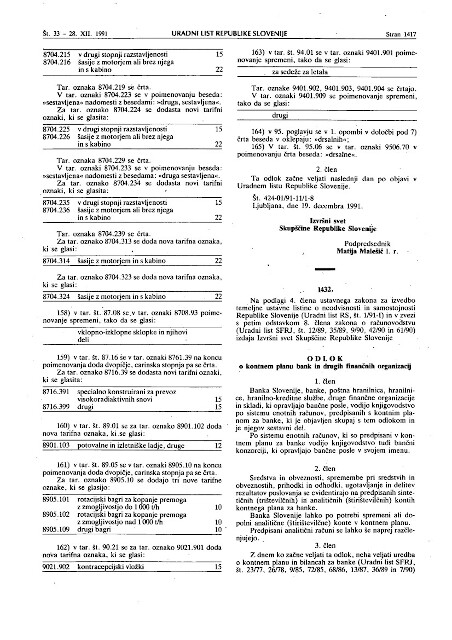 Št. 33 – 28. XII. 1991
URADNI LIST REPUBLIKE SLOVENIJE
Stran 1417
8704.215 v drugi stopnji razstavljenosti 15
8704.216 šasije z motorjem ali brez njega
in s kabino 22
Tar. oznaka 8704.219 se črta.
V tar. oznaki 8704.223 se v poimenovanju beseda:
»sestavljena« nadomesti z besedami: »druga, sestavljena«.
Za tar. oznako 8704.224 se dodasta novi tarifni
oznaki, ki se glasita:
8704.225 v drugi stopnji razstavljenosti 15
8704.226 šasije z motorjem ali brez njega
in s kabino 22
Tar. oznaka 8704.229 se črta.
V tar. oznaki 8704.233 se v poimenovanju beseda:
»sestavljena« nadomesti z besedama: »druga sestavljena«.
Za tar. oznako 8704.234 se dodasta novi tarifni
oznaki, ki se glasita:
8704.235 v drugi stopnji razstavljenosti 15
8704.236 šasije z motorjem ali brez njega
in s kabino 22
Tar. oznaka 8704.239 se črta.
Za tar. oznako 8704.313 se doda nova tarifna oznaka,
ki se glasi:
8704.314 šasije z motorjem in s kabino 22
Za tar. oznako 8704.323 se doda nova tarifna oznaka,
ki se glasi:
8704.324 šasije z motorjem in s kabino 22
158) v tar. št. 87.08 se v tar. oznaki 8708.93 poime-
novanje spremeni, tako da se glasi:
vklopno-izklopne sklopke in njihovi
deli
159) v tar. št. 87.16 se v tar. oznaki 8716.39 na koncu
poimenovanja doda dvopičje, carinska stopnja pa se črta.
Za tar. oznako 8716.39 se dodasta novi tar. oznaki,
ki se glasita:
8716.391 specialno konstruirani za prevoz
visokoradiaktivnih snovi 15
8716.399 drugi 15
160) v tar. št. 89.01 se za tar. oznako 8901.102 doda
nova tarifna oznaka, ki se glasi:
8901.103 potovalne in izletniške ladje, druge 12
161) v tar. št. 89.05 se v tar. oznaki 8905.10 na koncu
poimenovanja doda dvopičje, carinska stopnja pa se črta.
Za tar. oznako 8905.10 se dodajo tri nove tarifne
oznake, ki se glasijo:
8905.101 rotacijski bagri za kopanje premoga
z zmogljivostjo do 1 000 t/h 10
8905.102 rotacijski bagri za kopanje premoga
z zmogljivostjo nad 1 000 t/h 10
8905.109 drugi bagri 10
162) v tar. št. 90.21 se za tar. oznako 9021.901 doda
nova tarifna oznaka, ki se glasi:
9021.902 kontracepcijski vložki 15
163) v tar. št. 94.01 se v tar. oznaki 9401.901 poime-
novanje spremeni, tako da se glasi:
za sedeže za letala
Tar. oznake 9401.902, 9401.903, 9401.904 se črtajo.
V tar. oznaki 9401.909 se poimenovanje spremeni,
tako da se glasi:
drugi
164) v 95. poglavju se v 1. opombi v določbi pod 7)
črta beseda v oklepaju: »drsalnih«;
165) V tar. št. 95.06 se v tar. oznaki 9506.70 v
poimenovanju črta beseda: »drsalne«.
2. člen
Ta odlok začne veljati naslednji dan po objavi v
Uradnem listu Republike Slovenije.
Št. 424-01/91-11/1-8
Ljubljana, dne 19. decembra 1991.
Izvršni svet
Skupščine Republike Slovenije
Podpredsednik
Matija Malešič l. r.
1432.
Na podlagi 4. člena ustavnega zakona za izvedbo
temeljne ustavne listine o neodvisnosti in samostojnosti
Republike Slovenije (Uradni list RS, št. 1/91-I) in v zvezi
s petim odstavkom 8. člena zakona o računovodstvu
(Uradni list SFRJ, št. 12/89, 35/89, 9/90, 42/90 in 61/90)
izdaja Izvršni svet Skupščine Republike Slovenije
ODLOK
o kontnem planu bank in drugih finančnih organizacij
1. člen
Banka Slovenije, banke, poštna hranilnica, hranilni-
ce, hranilno-kreditne službe, druge finančne organizacije
in skladi, ki opravljajo bančne posle, vodijo knjigovodstvo
po sistemu enotnih računov, predpisanih s kontnim pla-
nom za banke, ki je objavljen skupaj s tem odlokom in
je njegov sestavni del.
Po sistemu enotnih računov, ki so predpisani v kon-
tnem planu za banke vodijo knjigovodstvo tudi bančni
konzorciji, ki opravljajo bančne posle v svojem imenu.
2. člen
Sredstva in obveznosti, spremembe pri sredstvih in
obveznostih, prihodki in odhodki, ugotavljanje in delitev
rezultatov poslovanja se evidentirajo na predpisanih sinte-
tičnih (trištevilčnih) in analitičnih (štirištevilčnih) kontih
kontnega plana za banke.
Banka Slovenije lahko po potrebi spremeni ali do-
polni analitične (štirištevilčne) konte v kontnem planu.
Predpisani analitični računi se lahko še naprej razčle-
njujejo.
3. člen
Z dnem ko začne veljati ta odlok, neha veljati uredba
o kontnem planu in bilancah za banke (Uradni list SFRJ,
št. 23/77, 26/78, 9/85, 72/85, 68/86, 13/87, 36/89 in 7/90)